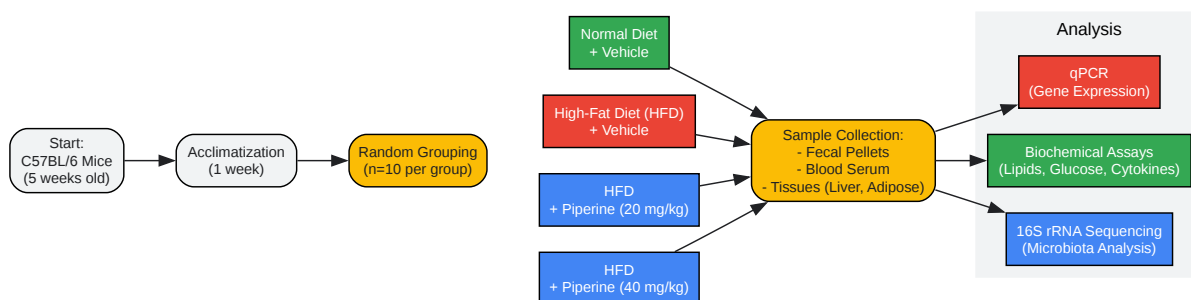 Start:
C57BL/6 Mice
(5 weeks old)
Acclimatization
(1 week)
Random Grouping
(n=10 per group)
Normal Diet
+ Vehicle
High-Fat Diet (HFD)
+ Vehicle
HFD
+ Piperine (20 mg/kg)
HFD
+ Piperine (40 mg/kg)
Sample Collection:
- Fecal Pellets
- Blood Serum
- Tissues (Liver, Adipose)
Analysis
qPCR
(Gene Expression)
Biochemical Assays
(Lipids, Glucose, Cytokines)
16S rRNA Sequencing
(Microbiota Analysis)